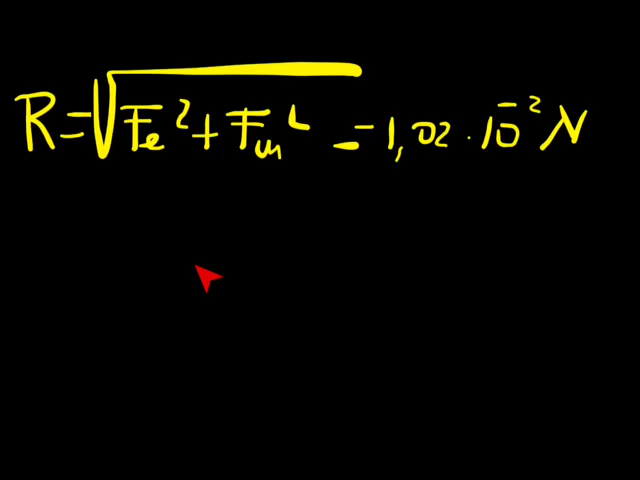 R = √Fe² + Fm² = 1,02 · 10⁻² N